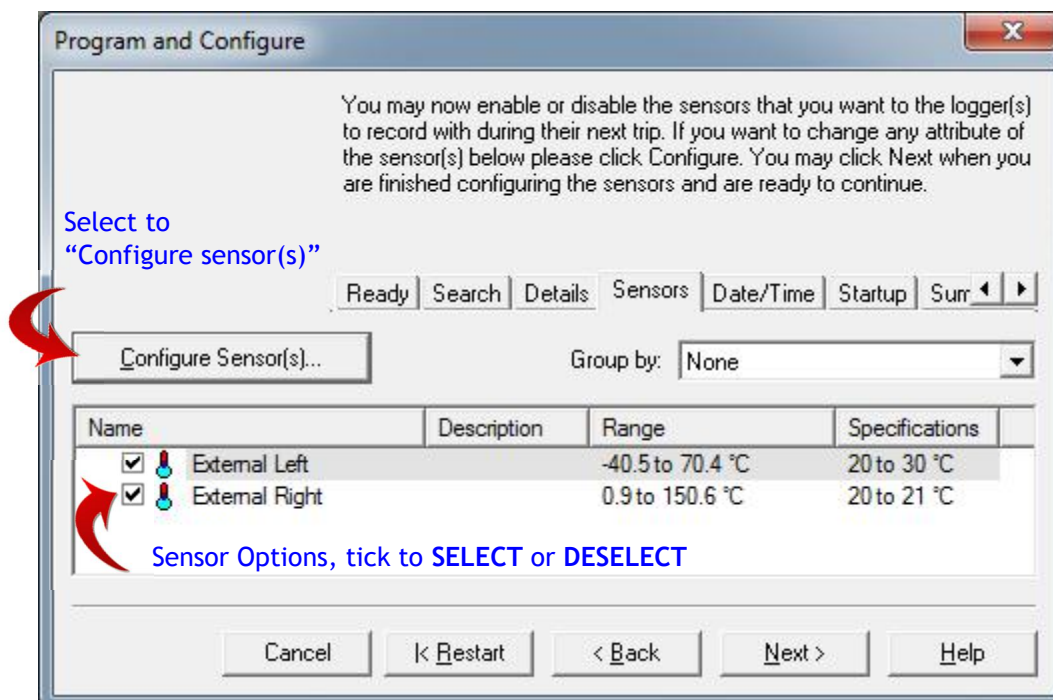 Program and Configure
You may now enable or disable the sensors that you want to the logger(s)
to record with during their next trip. If you want to change any attribute of
the sensor(s) below please click Configure. You may click Next when you
are finished configuring the sensors and are ready to continue.
Select to
“Configure sensor(s)”
Ready Search Details Sensors Date/Time Startup
Configure Sensor(s)... Group by: None
Name Description Range Specifications
External Left -40.5 to 70.4 °C 20 to 30 °C
External Right 0.9 to 150.6 °C 20 to 21 °C
Sensor Options, tick to SELECT or DESELECT
Cancel |< Restart < Back Next > Help